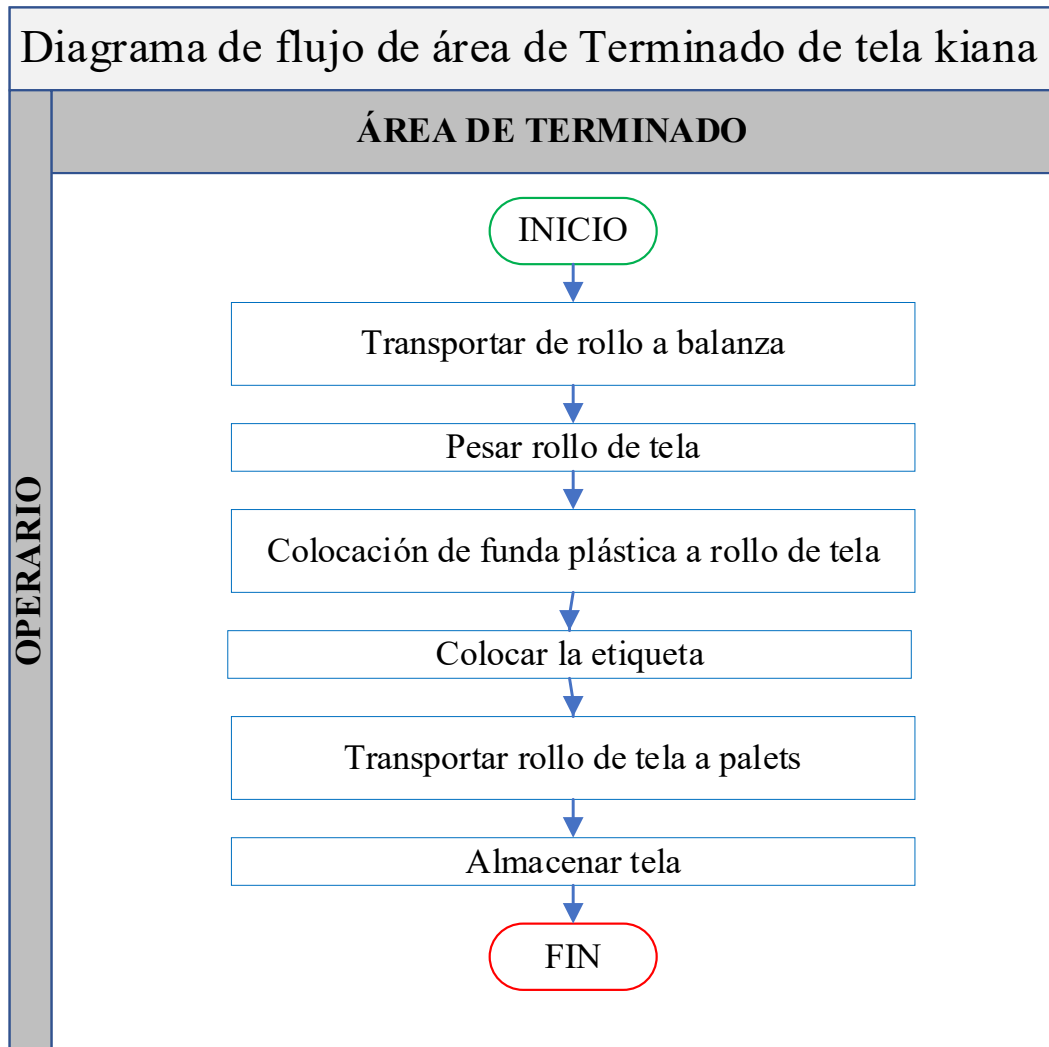 Diagrama de flujo de área de Terminado de tela kiana
ÁREA DE TERMINADO
OPERARIO
INICIO
Transportar de rollo a balanza
Pesar rollo de tela
Colocación de funda plástica a rollo de tela
Colocar la etiqueta
Transportar rollo de tela a palets
Almacenar tela
FIN